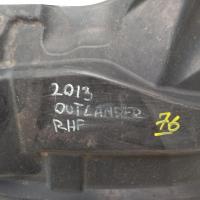 2013
OUTLANDER
RHF
76